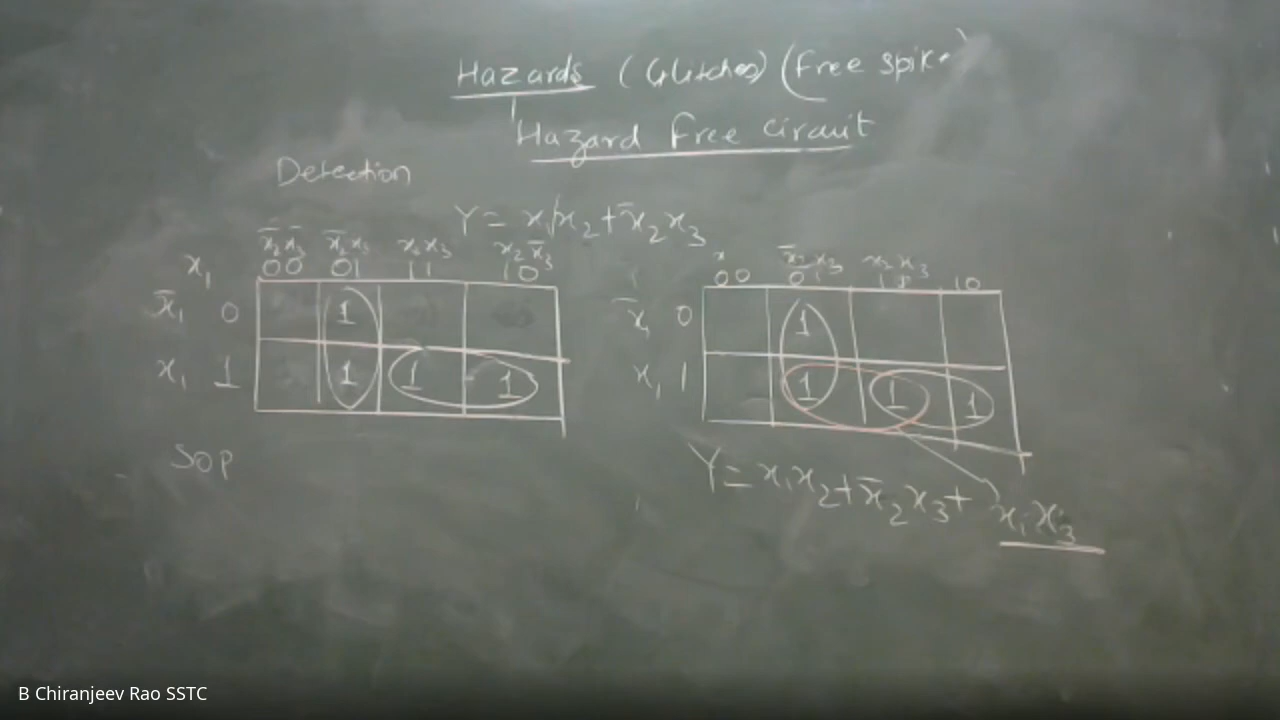 Hazards (Glitches) (Free spike)
Hazard Free circuit
Detection
Y = x₁x₂ + x̄₂x₃
x̄₂x̄₃ x̄₂x₃ x₂x₃ x₂x̄₃
x₁ 00 01 11 10
x̄₁ 0 1
x₁ 1 1 1 1
x̄₂x₃ x₂x₃
00 01 11 10
x̄₁ 0 1
x₁ 1 1 1 1
SOP
Y = x₁x₂ + x̄₂x₃ + x₁x₃
B Chiranjeev Rao SSTC